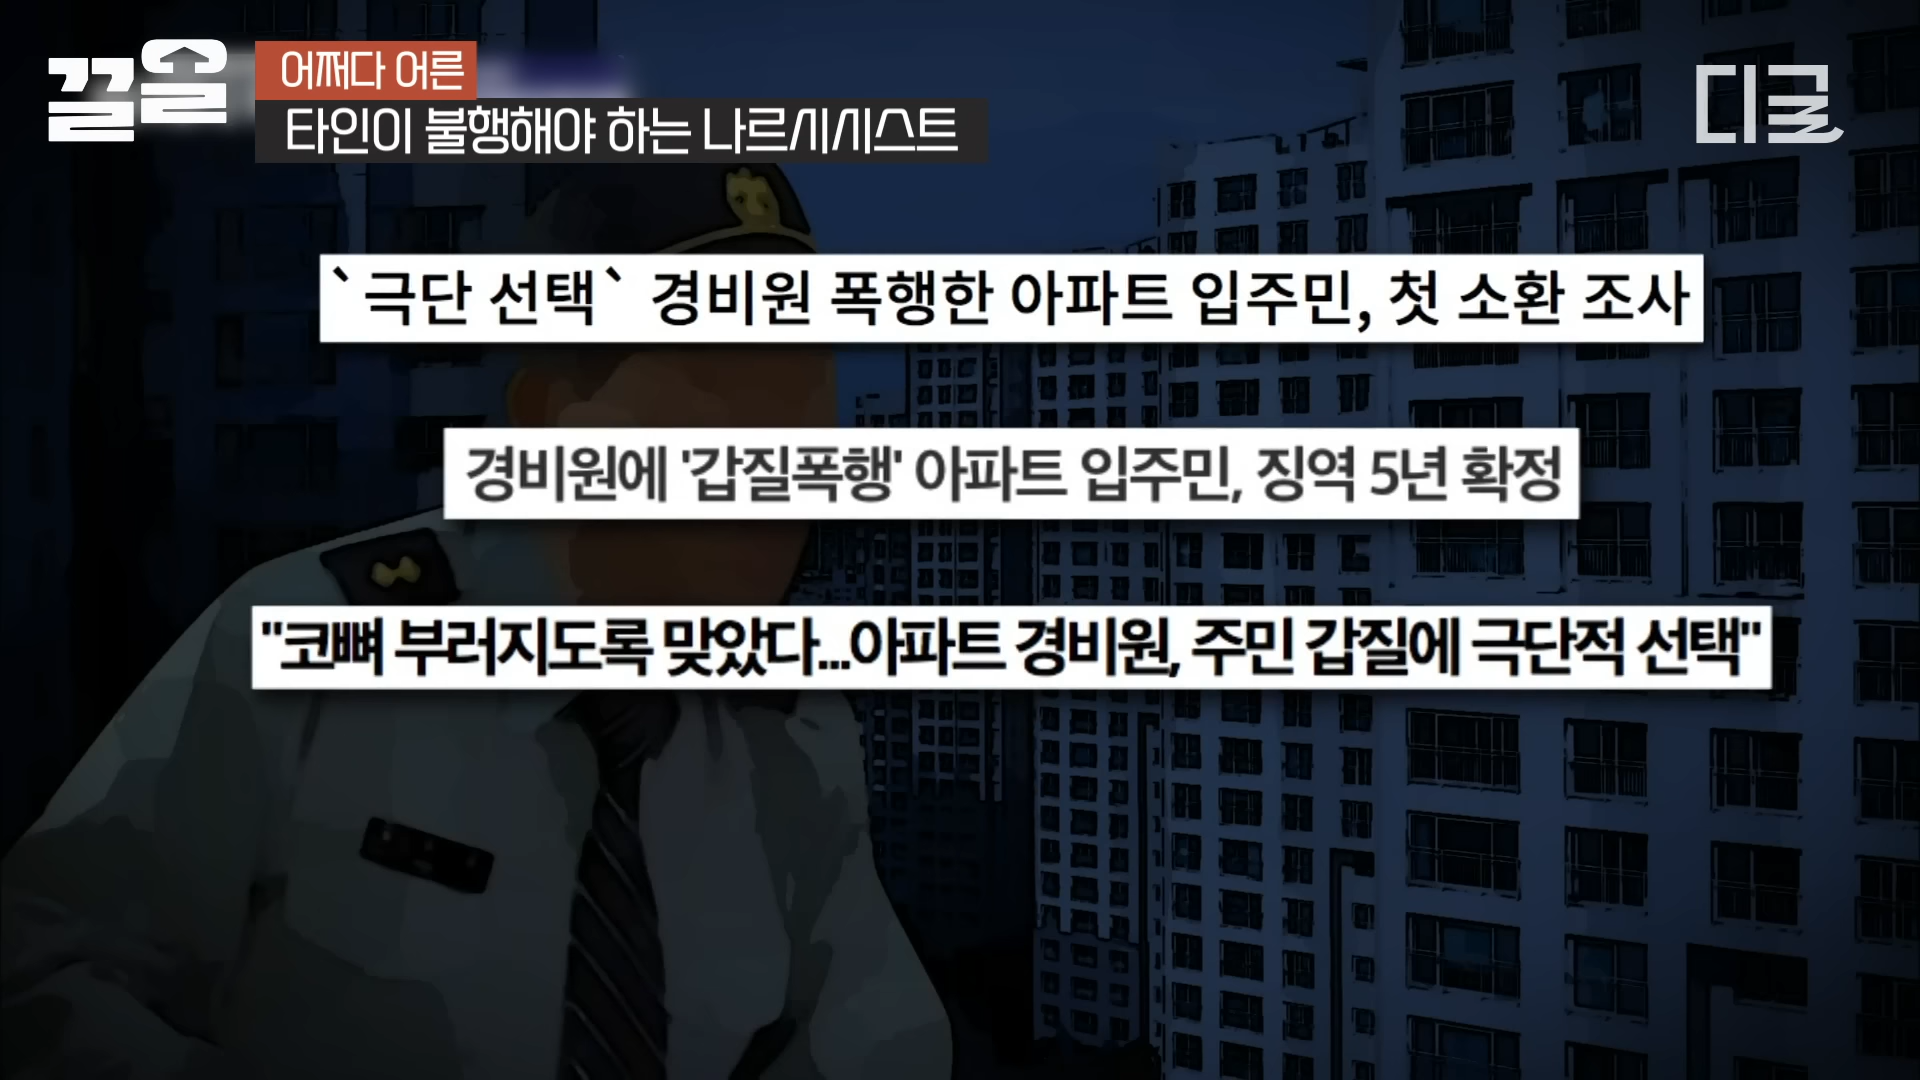 끌올
어쩌다 어른
타인이 불행해야 하는 나르시시스트
디글
`극단 선택` 경비원 폭행한 아파트 입주민, 첫 소환 조사
경비원에 '갑질폭행' 아파트 입주민, 징역 5년 확정
"코뼈 부러지도록 맞았다...아파트 경비원, 주민 갑질에 극단적 선택"